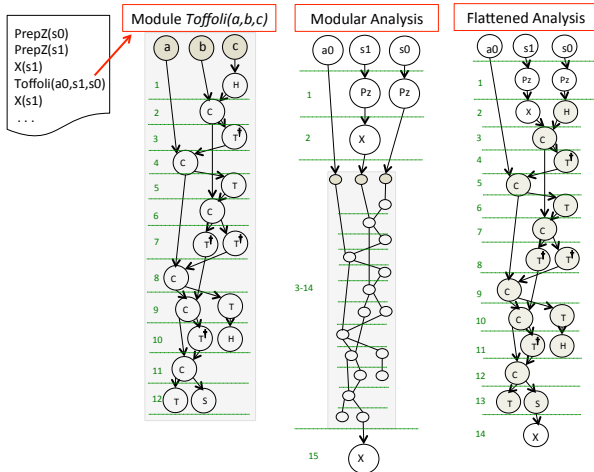 PrepZ(s0)
PrepZ(s1)
X(s1)
Toffoli(a0,s1,s0)
X(s1)
. . .
Module Toffoli(a,b,c)
a b c
1 H
2 C
3 T†
4 C
5 T
6 C
7 T† T†
8 C
9 C T
10 T† H
11 C
12 T S
Modular Analysis
a0 s1 s0
1 Pz Pz
2 X
3-14
15 X
Flattened Analysis
a0 s1 s0
1 Pz Pz
2 X H
3 C
4 T†
5 C
6 T
7 C
8 T† T†
9 C
10 C T
11 T† H
12 C
13 T S
14 X